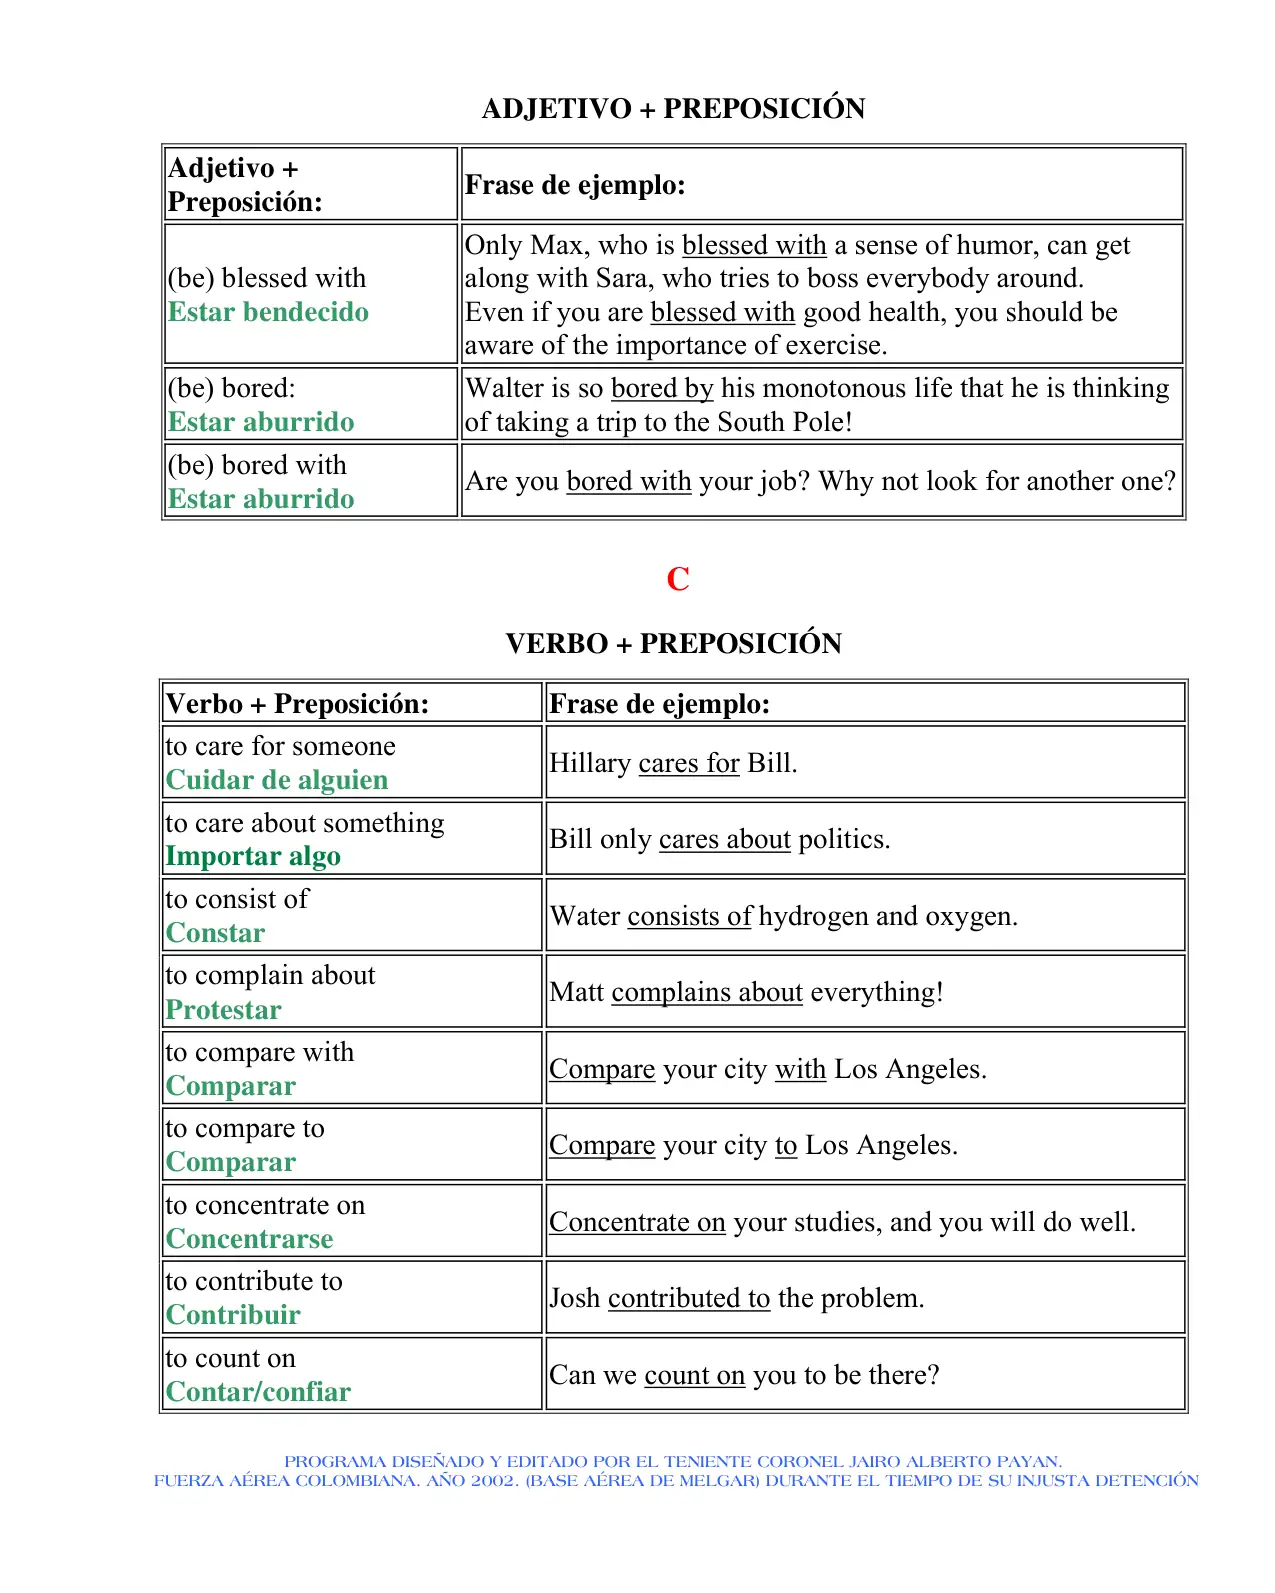 ADJETIVO + PREPOSICIÓN
Adjetivo +
Preposición:
Frase de ejemplo:
(be) blessed with
Estar bendecido
Only Max, who is blessed with a sense of humor, can get
along with Sara, who tries to boss everybody around.
Even if you are blessed with good health, you should be
aware of the importance of exercise.
(be) bored:
Estar aburrido
Walter is so bored by his monotonous life that he is thinking
of taking a trip to the South Pole!
(be) bored with
Estar aburrido
Are you bored with your job? Why not look for another one?
C
VERBO + PREPOSICIÓN
Verbo + Preposición:
Frase de ejemplo:
to care for someone
Cuidar de alguien
Hillary cares for Bill.
to care about something
Importar algo
Bill only cares about politics.
to consist of
Constar
Water consists of hydrogen and oxygen.
to complain about
Protestar
Matt complains about everything!
to compare with
Comparar
Compare your city with Los Angeles.
to compare to
Comparar
Compare your city to Los Angeles.
to concentrate on
Concentrarse
Concentrate on your studies, and you will do well.
to contribute to
Contribuir
Josh contributed to the problem.
to count on
Contar/confiar
Can we count on you to be there?
PROGRAMA DISEÑADO Y EDITADO POR EL TENIENTE CORONEL JAIRO ALBERTO PAYAN.
FUERZA AÉREA COLOMBIANA. AÑO 2002. (BASE AÉREA DE MELGAR) DURANTE EL TIEMPO DE SU INJUSTA DETENCIÓN